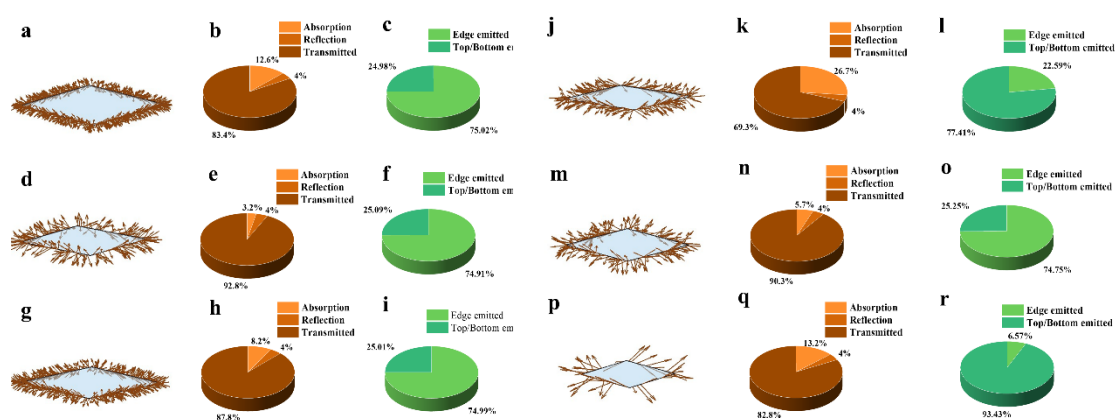 a
b
Absorption
Reflection
Transmitted
12.6%
4%
83.4%
c
Edge emitted
Top/Bottom emi
24.98%
75.02%
j
k
Absorption
Reflection
Transmitted
26.7%
4%
69.3%
l
Edge emitted
Top/Bottom emitted
22.59%
77.41%
d
e
Absorption
Reflection
Transmitted
3.2%
4%
92.8%
f
Edge emitted
Top/Bottom em
25.09%
74.91%
m
n
Absorption
Reflection
Transmitted
5.7%
4%
90.3%
o
Edge emitted
Top/Bottom emitted
25.25%
74.75%
g
h
Absorption
Reflection
Transmitted
8.2%
4%
87.8%
i
Edge emitted
Top/Bottom em
25.01%
74.99%
p
q
Absorption
Reflection
Transmitted
13.2%
4%
82.8%
r
Edge emitted
Top/Bottom emitted
6.57%
93.43%